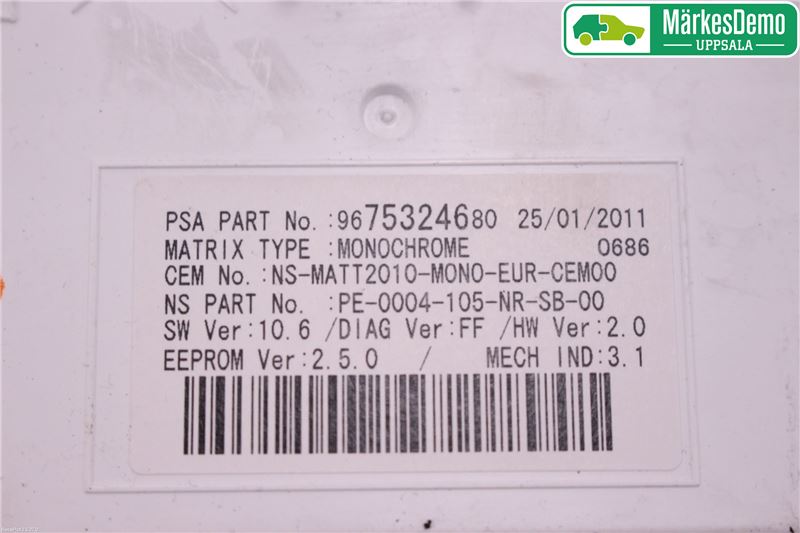 MärkesDemo
UPPSALA
PSA PART No.:9675324680 25/01/2011
MATRIX TYPE :MONOCHROME 0686
CEM No.:NS-MATT2010-MONO-EUR-CEM00
NS PART No. :PE-0004-105-NR-SB-00
SW Ver:10.6 /DIAG Ver:FF /HW Ver:2.0
EEPROM Ver:2.5.0 / MECH IND:3.1